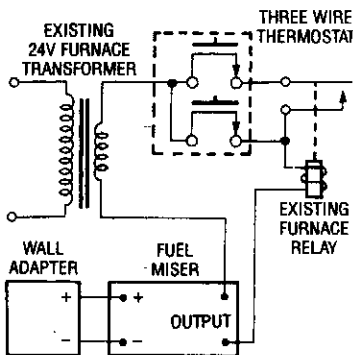 THREE WIRE
THERMOSTAT
EXISTING
24V FURNACE
TRANSFORMER
EXISTING
FURNACE
RELAY
WALL
ADAPTER
FUEL
MISER
+
+
OUTPUT
−
−